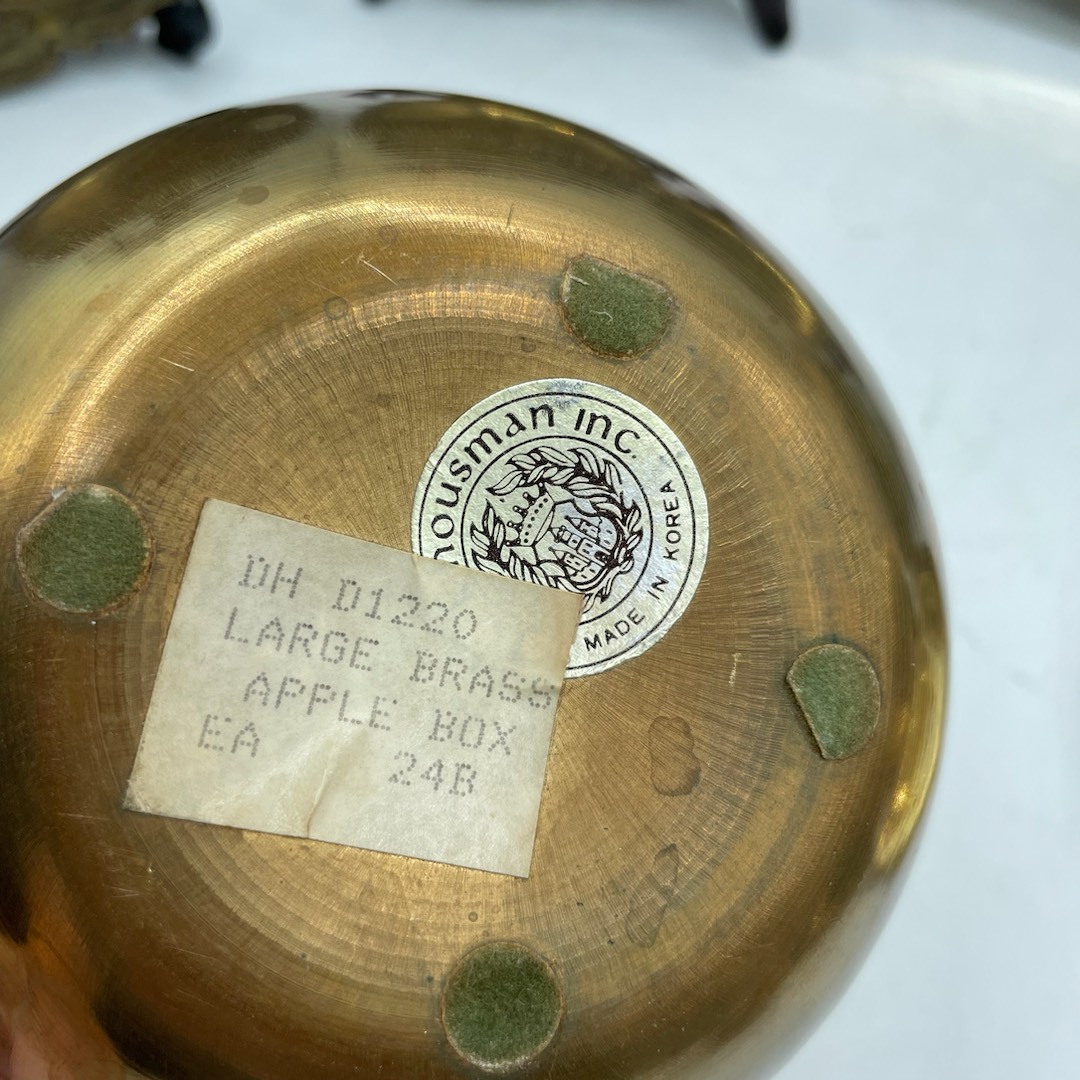 housman inc.
MADE IN KOREA
DH D1220
LARGE BRASS
APPLE BOX
EA 24B